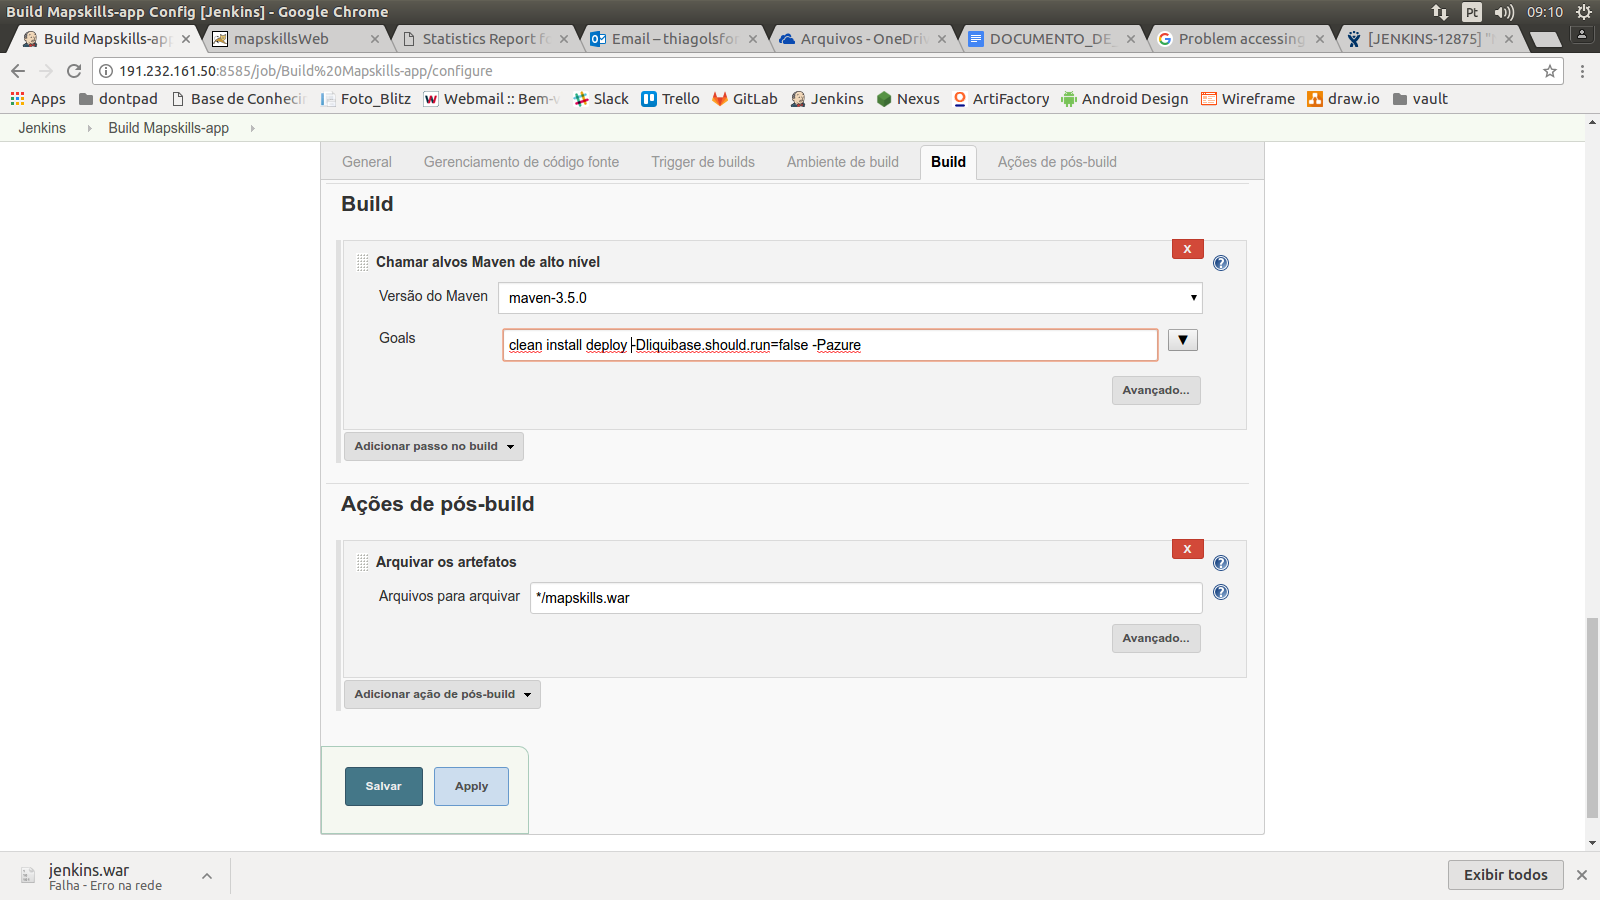 Build Mapskills-app Config [Jenkins] - Google Chrome
Pt
09:10
Build Mapskills-ap
mapskillsWeb
Statistics Report fo
Email – thiagolsfor
Arquivos - OneDriv
DOCUMENTO_DE_
Problem accessing
[JENKINS-12875] "
191.232.161.50:8585/job/Build%20Mapskills-app/configure
Apps
dontpad
Base de Conheci
Foto_Blitz
Webmail :: Bem-v
Slack
Trello
GitLab
Jenkins
Nexus
ArtiFactory
Android Design
Wireframe
draw.io
vault
Jenkins
Build Mapskills-app
General
Gerenciamento de código fonte
Trigger de builds
Ambiente de build
Build
Ações de pós-build
Build
X
Chamar alvos Maven de alto nível
Versão do Maven
maven-3.5.0
Goals
clean install deploy -Dliquibase.should.run=false -Pazure
Avançado...
Adicionar passo no build
Ações de pós-build
X
Arquivar os artefatos
Arquivos para arquivar
*/mapskills.war
Avançado...
Adicionar ação de pós-build
Salvar
Apply
jenkins.war
Falha - Erro na rede
Exibir todos